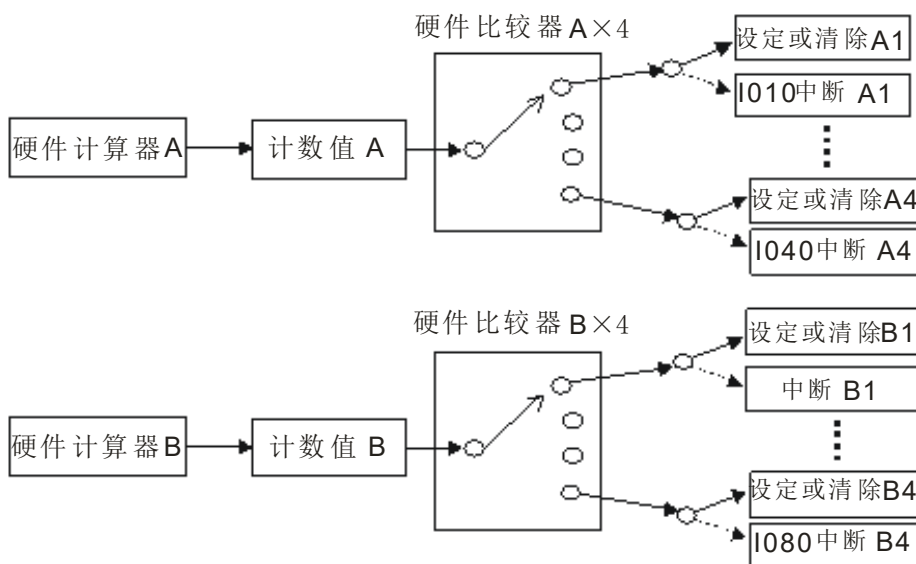 硬件比较器A×4
设定或清除A1
I010中断 A1
硬件计算器A
计数值 A
设定或清除A4
I040中断 A4
硬件比较器B×4
设定或清除B1
中断 B1
硬件计算器B
计数值 B
设定或清除B4
I080中断 B4